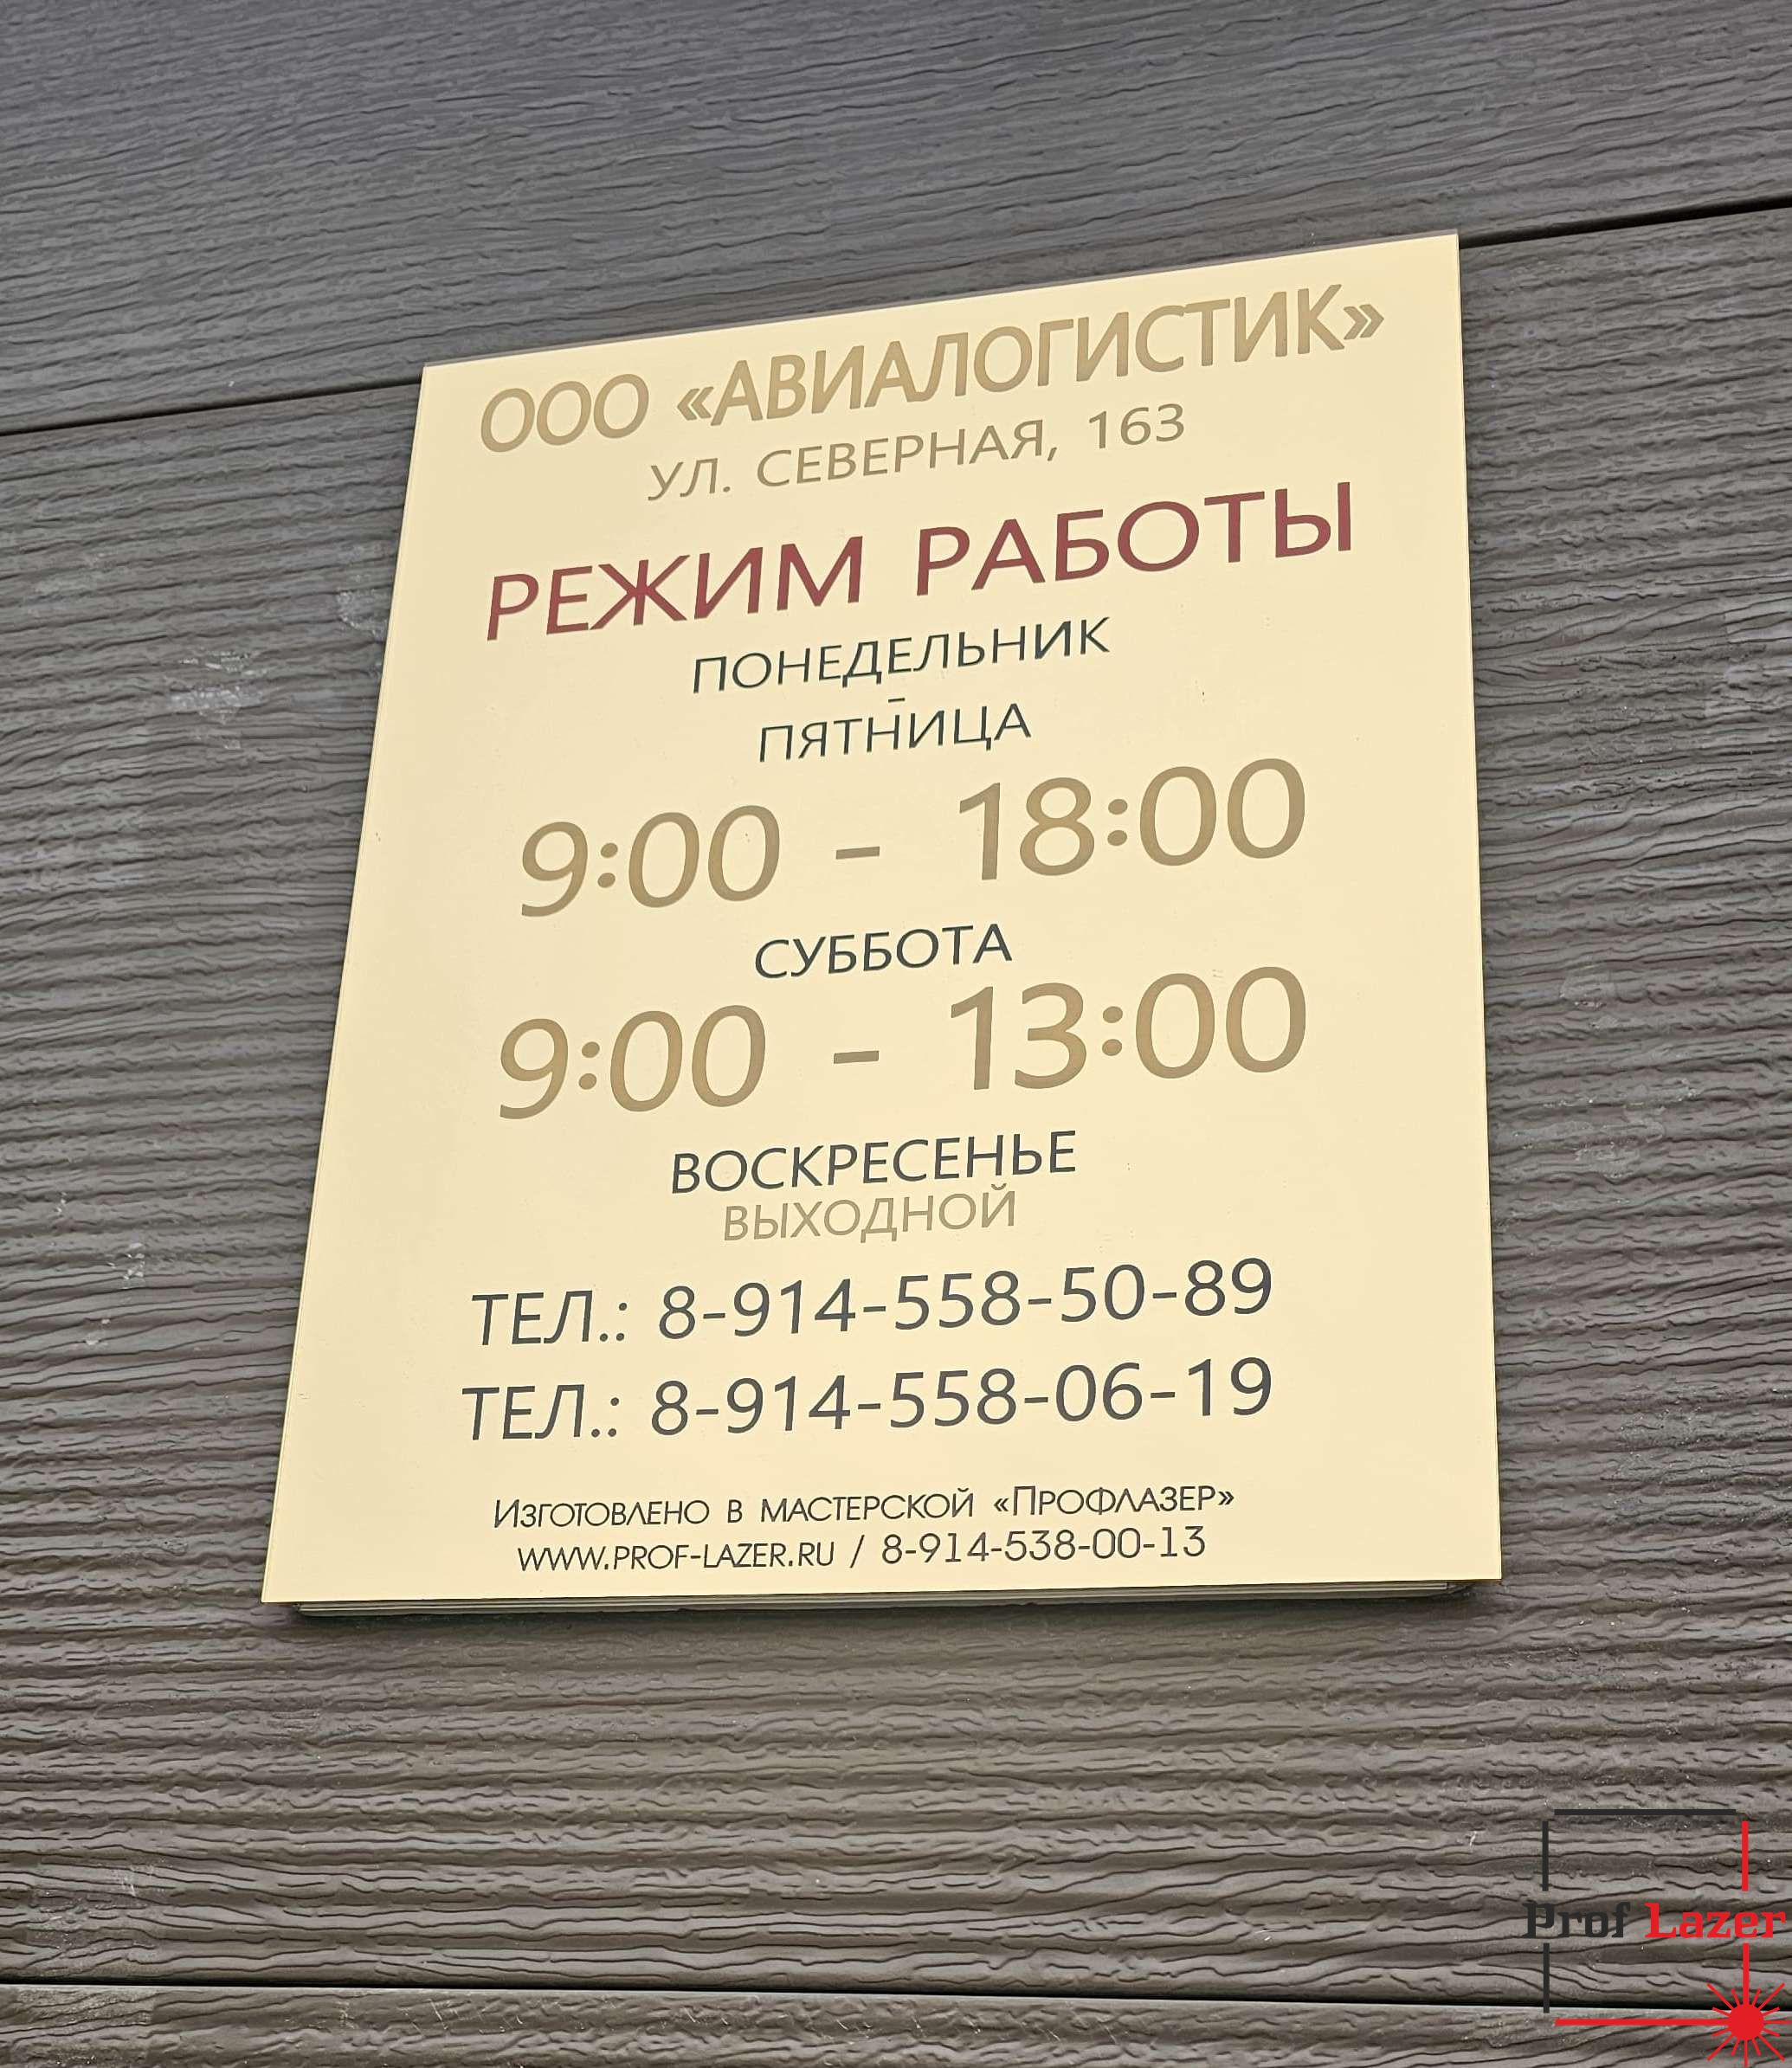 ООО «АВИАЛОГИСТИК»
УЛ. СЕВЕРНАЯ, 163
РЕЖИМ РАБОТЫ
ПОНЕДЕЛЬНИК
-
ПЯТНИЦА
9:00 - 18:00
СУББОТА
9:00 - 13:00
ВОСКРЕСЕНЬЕ
ВЫХОДНОЙ
ТЕЛ.: 8-914-558-50-89
ТЕЛ.: 8-914-558-06-19
ИЗГОТОВЛЕНО В МАСТЕРСКОЙ «ПРОФЛАЗЕР»
WWW.PROF-LAZER.RU / 8-914-538-00-13
Prof Lazer